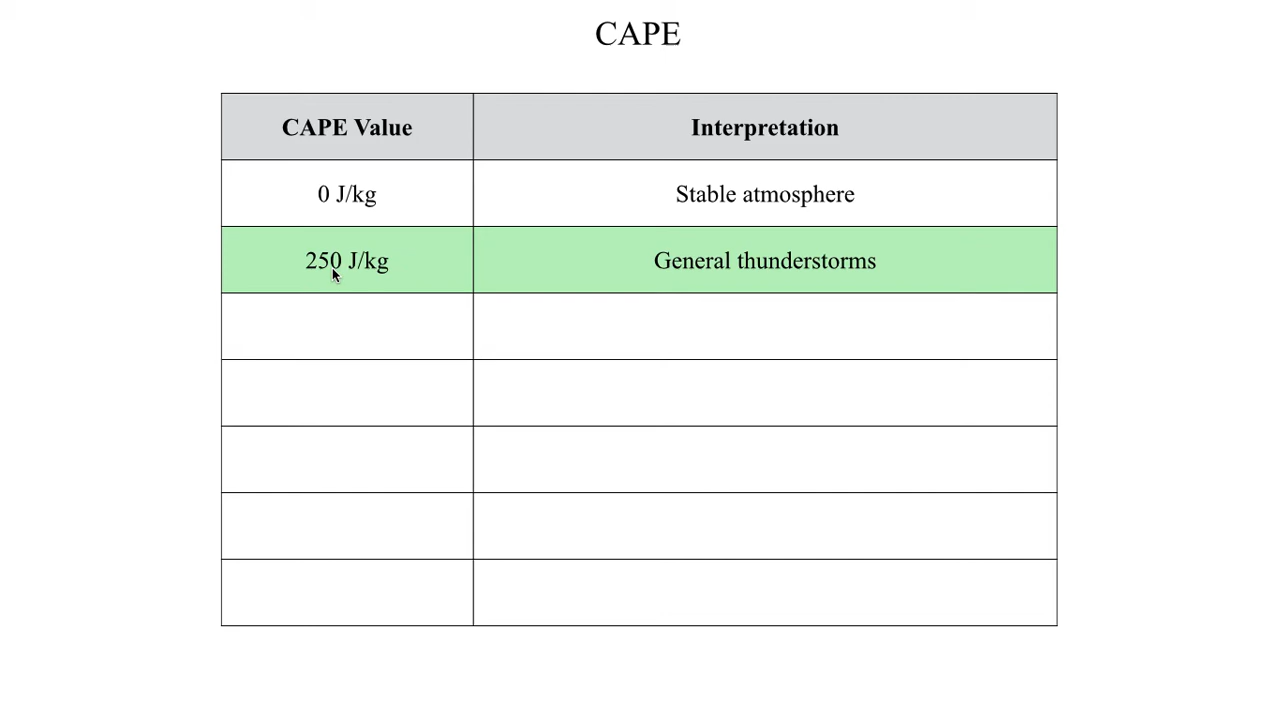 CAPE
CAPE Value Interpretation
0 J/kg Stable atmosphere
250 J/kg General thunderstorms